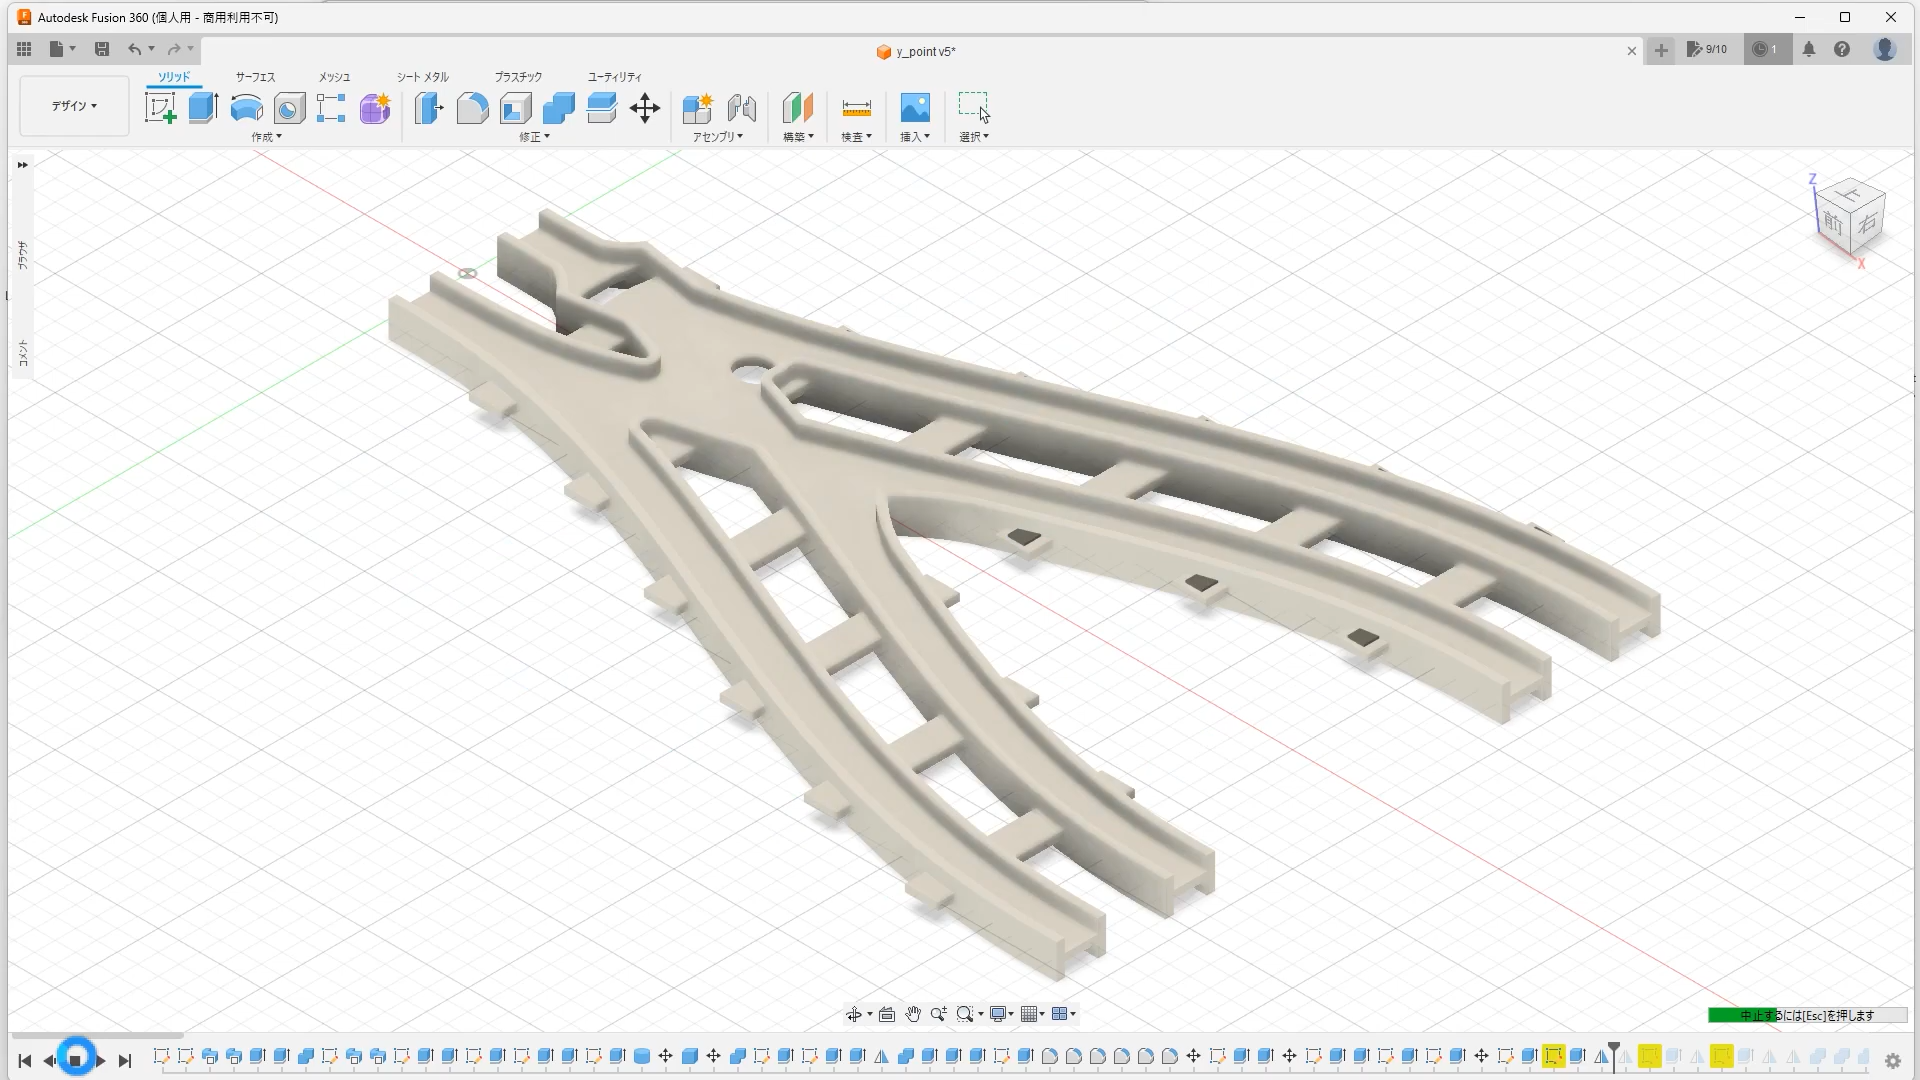 Autodesk Fusion 360 (個人用 - 商用利用不可)
y_point v5*
9/10
1
デザイン
ソリッド
サーフェス
メッシュ
シート メタル
プラスチック
ユーティリティ
作成
修正
アセンブリ
構築
検査
挿入
選択
ブラウザ
コメント
Z
上
前
右
X
中止するには[Esc]を押します